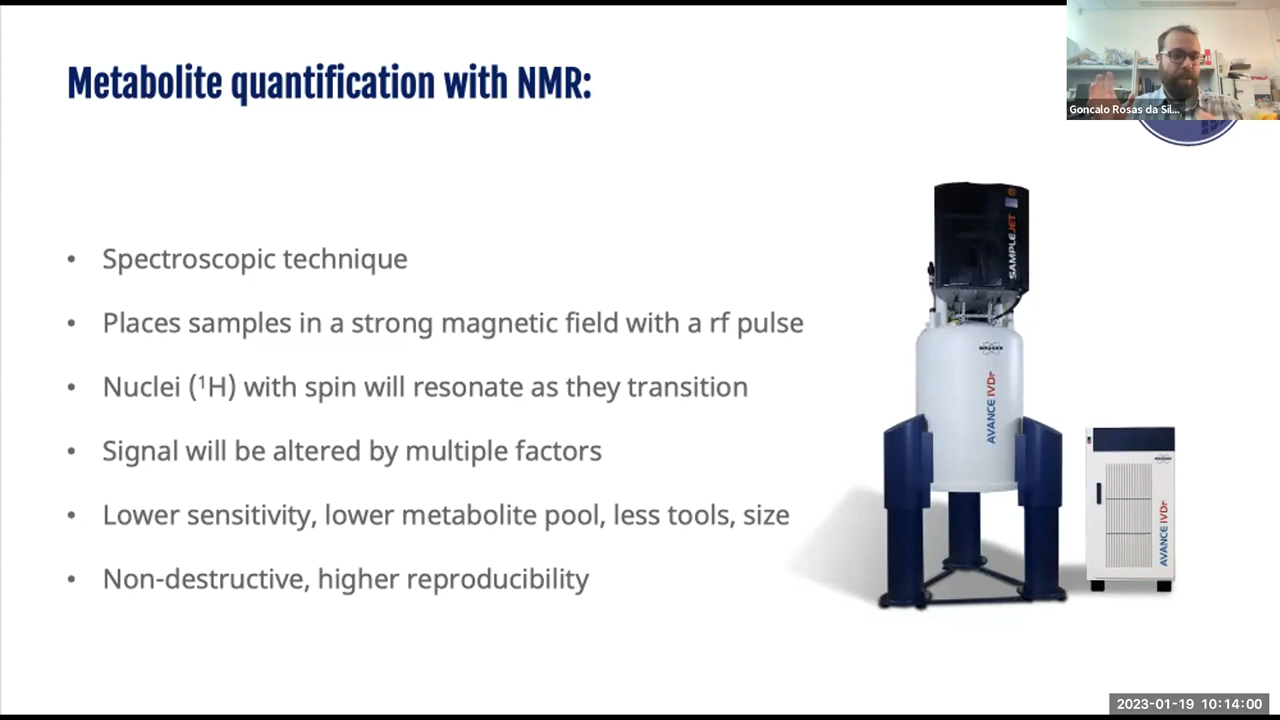 Metabolite quantification with NMR:
Goncalo Rosas da Sil...
• Spectroscopic technique
• Places samples in a strong magnetic field with a rf pulse
• Nuclei (¹H) with spin will resonate as they transition
• Signal will be altered by multiple factors
• Lower sensitivity, lower metabolite pool, less tools, size
• Non-destructive, higher reproducibility
SAMPLEJET
BRUKER
AVANCE IVDr
AVANCE IVDr
2023-01-19 10:14:00